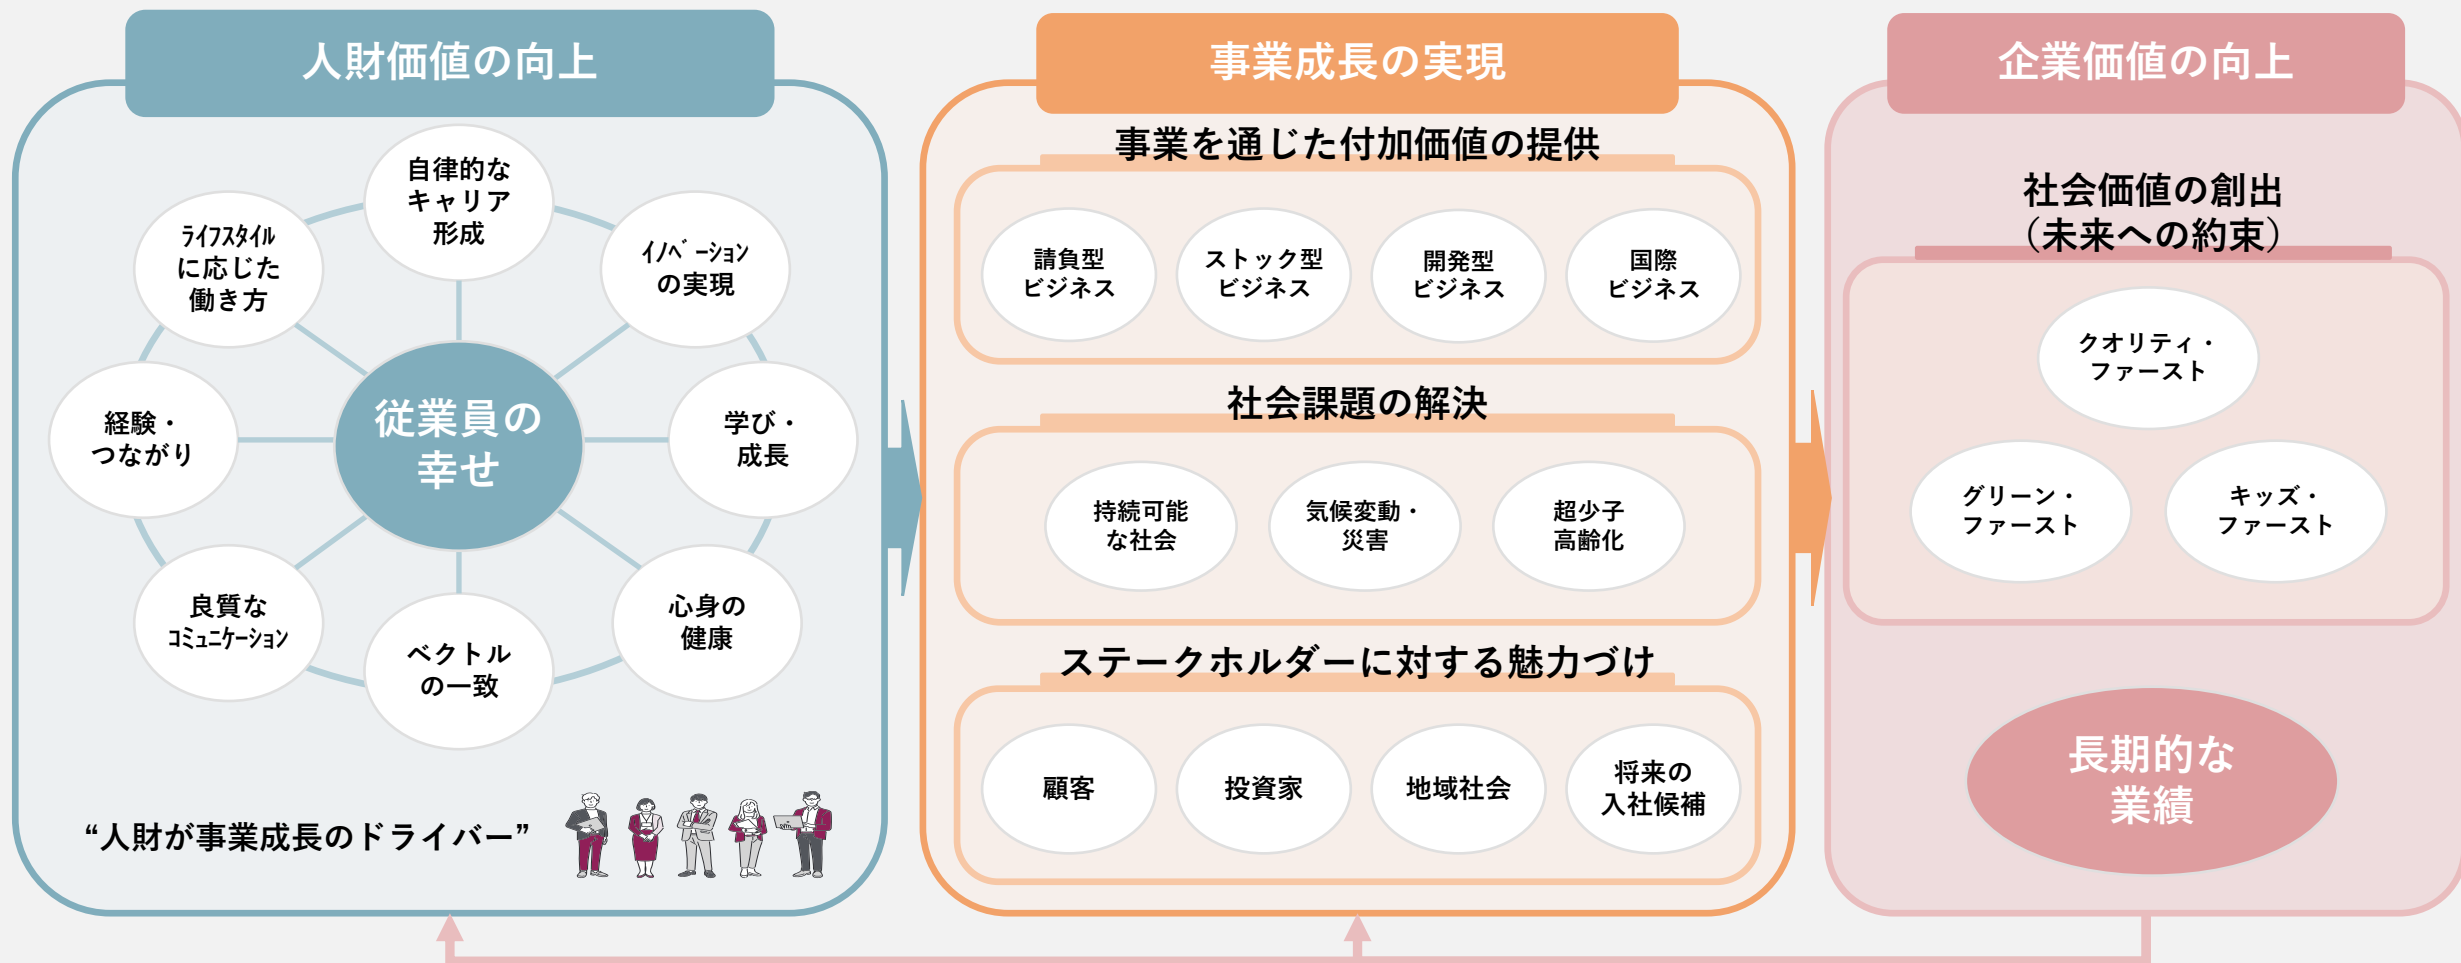 人財価値の向上
自律的な
キャリア
形成
ｲﾉﾍﾞｰｼｮﾝ
の実現
学び・
成長
心身の
健康
ベクトル
の一致
良質な
ｺﾐｭﾆｹｰｼｮﾝ
経験・
つながり
ﾗｲﾌｽﾀｲﾙ
に応じた
働き方
従業員の
幸せ
“人財が事業成長のドライバー”
事業成長の実現
事業を通じた付加価値の提供
請負型
ビジネス
ストック型
ビジネス
開発型
ビジネス
国際
ビジネス
社会課題の解決
持続可能
な社会
気候変動・
災害
超少子
高齢化
ステークホルダーに対する魅力づけ
顧客
投資家
地域社会
将来の
入社候補
企業価値の向上
社会価値の創出
（未来への約束）
クオリティ・
ファースト
グリーン・
ファースト
キッズ・
ファースト
長期的な
業績